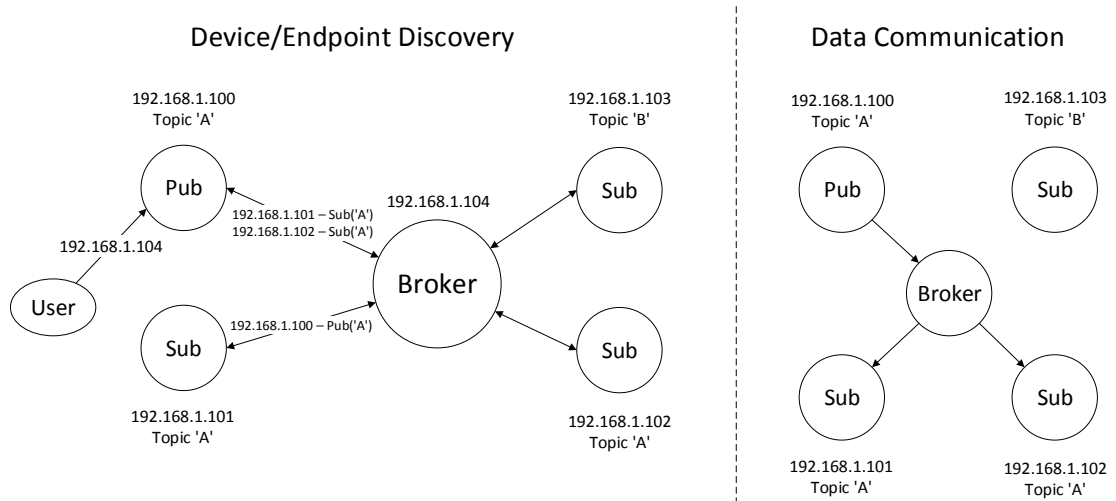 Device/Endpoint Discovery
192.168.1.100
Topic 'A'
192.168.1.103
Topic 'B'
Pub
Sub
192.168.1.104
192.168.1.101 – Sub('A')
192.168.1.102 – Sub('A')
192.168.1.104
User
Broker
192.168.1.100 – Pub('A')
Sub
Sub
192.168.1.101
Topic 'A'
192.168.1.102
Topic 'A'
Data Communication
192.168.1.100
Topic 'A'
192.168.1.103
Topic 'B'
Pub
Sub
Broker
Sub
Sub
192.168.1.101
Topic 'A'
192.168.1.102
Topic 'A'